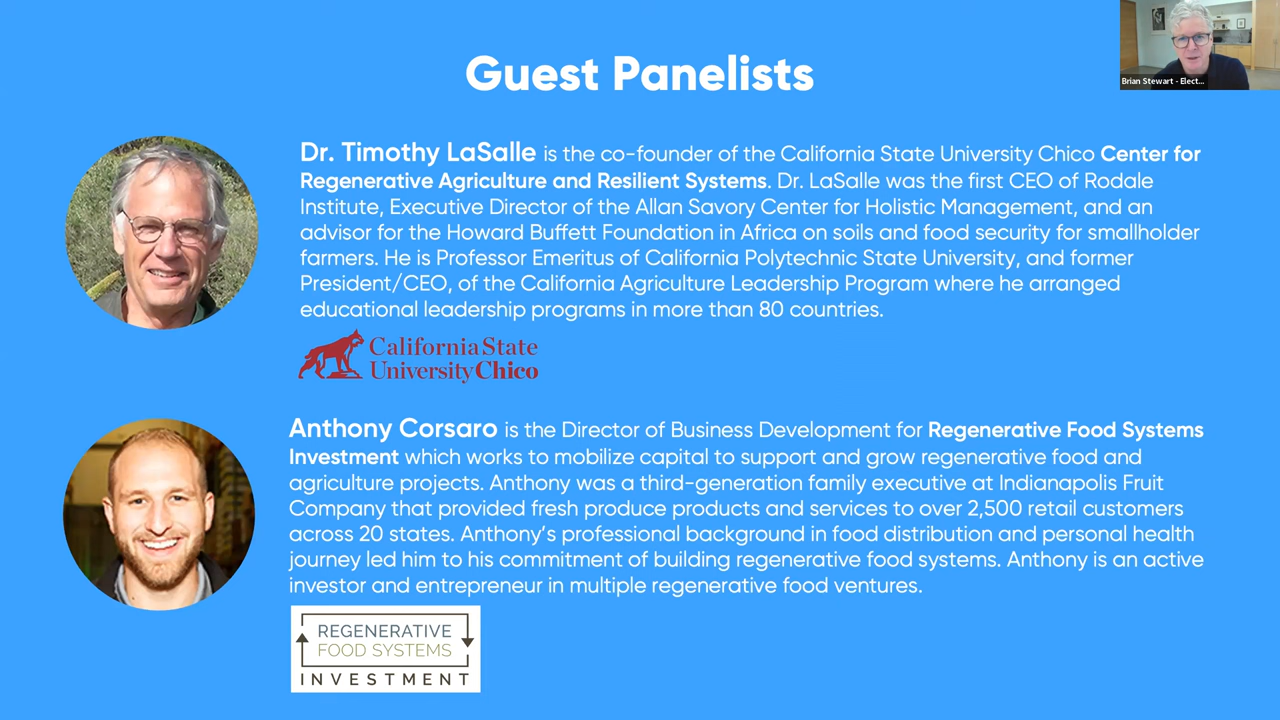 Guest Panelists
Brian Stewart - Elect...
Dr. Timothy LaSalle is the co-founder of the California State University Chico Center for
Regenerative Agriculture and Resilient Systems. Dr. LaSalle was the first CEO of Rodale
Institute, Executive Director of the Allan Savory Center for Holistic Management, and an
advisor for the Howard Buffett Foundation in Africa on soils and food security for smallholder
farmers. He is Professor Emeritus of California Polytechnic State University, and former
President/CEO, of the California Agriculture Leadership Program where he arranged
educational leadership programs in more than 80 countries.
California State
University Chico
Anthony Corsaro is the Director of Business Development for Regenerative Food Systems
Investment which works to mobilize capital to support and grow regenerative food and
agriculture projects. Anthony was a third-generation family executive at Indianapolis Fruit
Company that provided fresh produce products and services to over 2,500 retail customers
across 20 states. Anthony's professional background in food distribution and personal health
journey led him to his commitment of building regenerative food systems. Anthony is an active
investor and entrepreneur in multiple regenerative food ventures.
REGENERATIVE
FOOD SYSTEMS
INVESTMENT